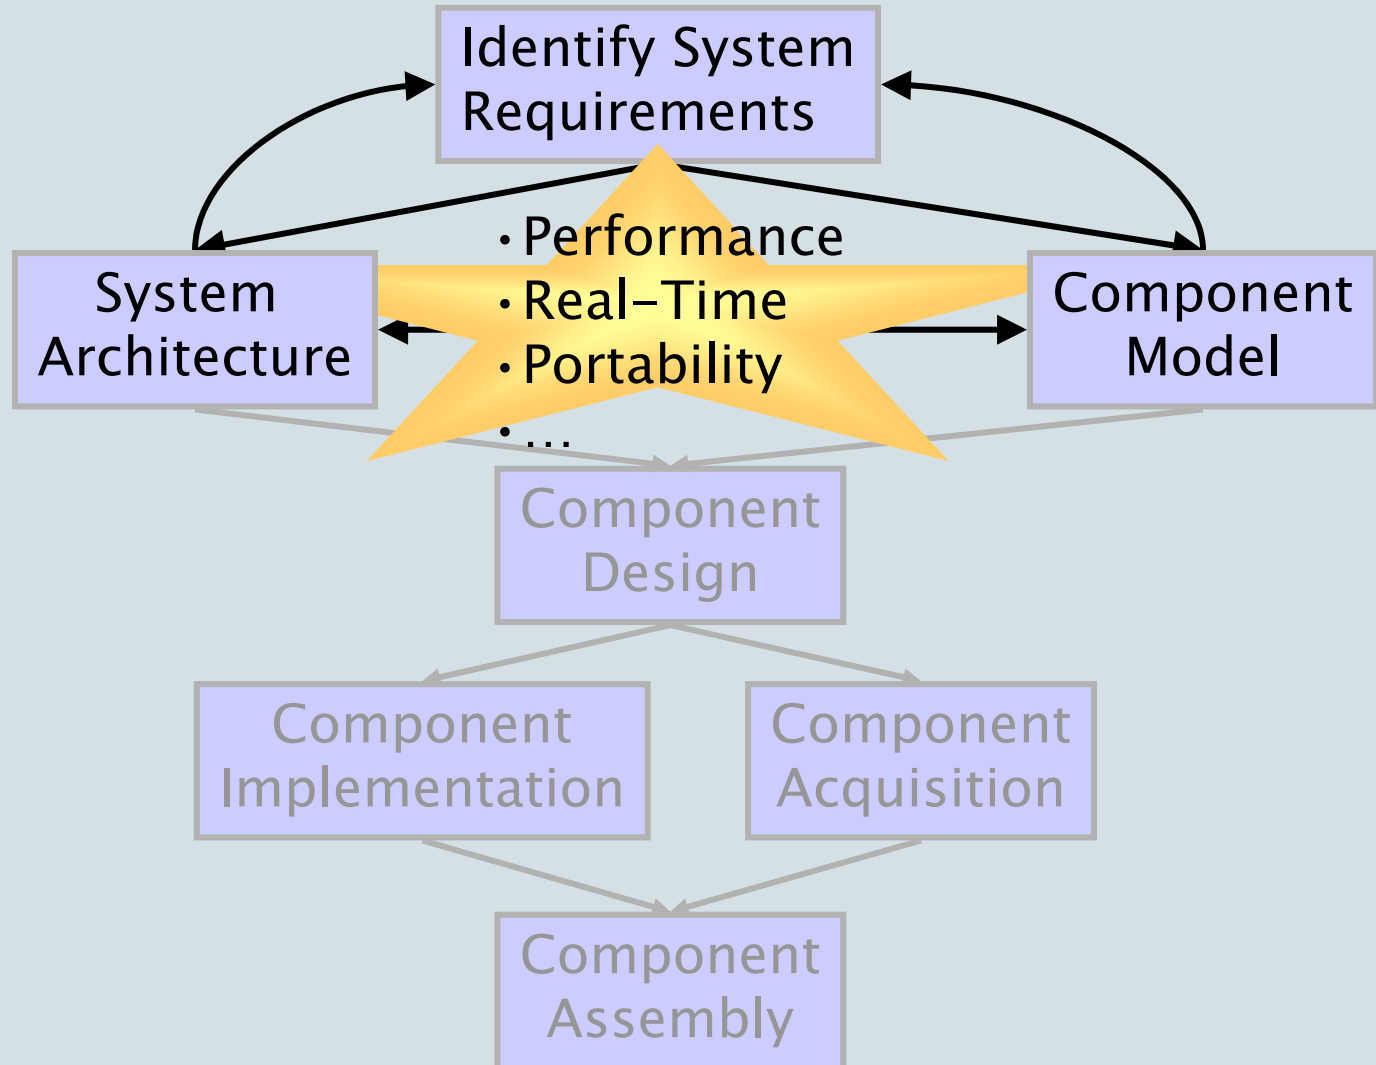 Identify System
Requirements
• Performance
• Real–Time
• Portability
• ...
System
Architecture
Component
Model
Component
Design
Component
Implementation
Component
Acquisition
Component
Assembly